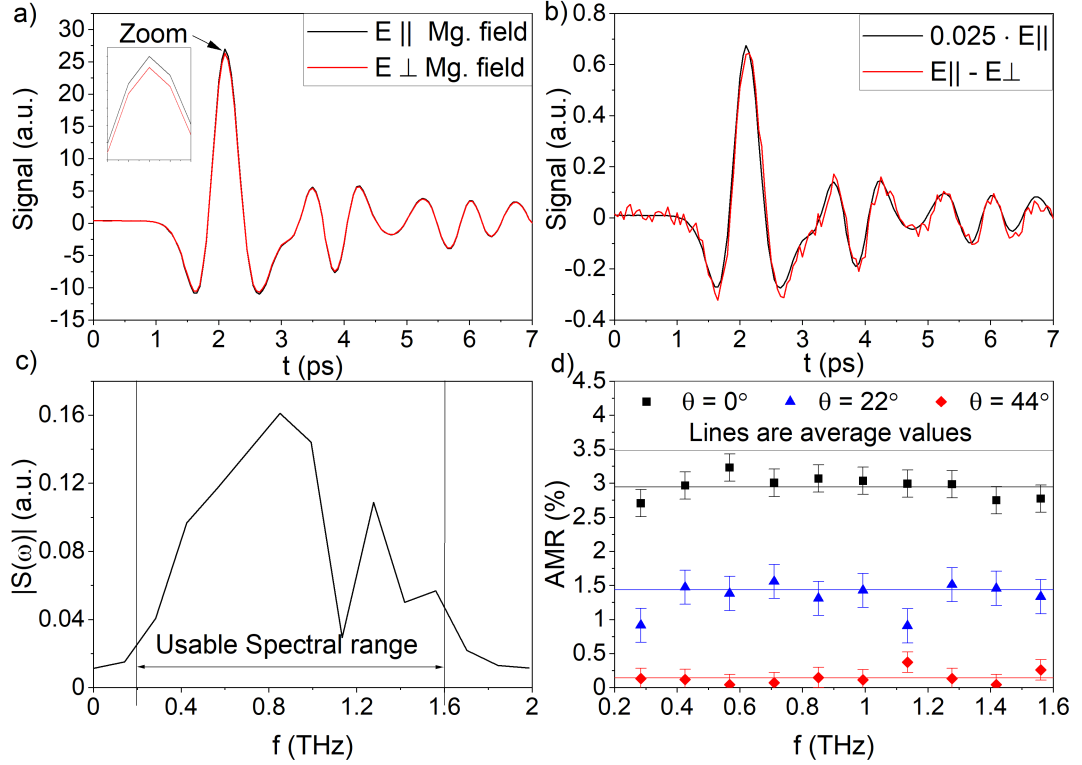 a)
Zoom
E || Mg. field
E ⊥ Mg. field
30
25
20
15
10
5
0
-5
-10
-15
Signal (a.u.)
0 1 2 3 4 5 6 7
t (ps)
b)
0.025 · E||
E|| - E⊥
0.8
0.6
0.4
0.2
0.0
-0.2
-0.4
Signal (a.u.)
0 1 2 3 4 5 6 7
t (ps)
c)
0.16
0.12
0.08
0.04
0
|S(ω)| (a.u.)
Usable Spectral range
0 0.4 0.8 1.2 1.6 2
f (THz)
d)
θ = 0° θ = 22° θ = 44°
Lines are average values
4.5
4
3.5
3
2.5
2
1.5
1
0.5
0
AMR (%)
0.2 0.4 0.6 0.8 1.0 1.2 1.4 1.6
f (THz)